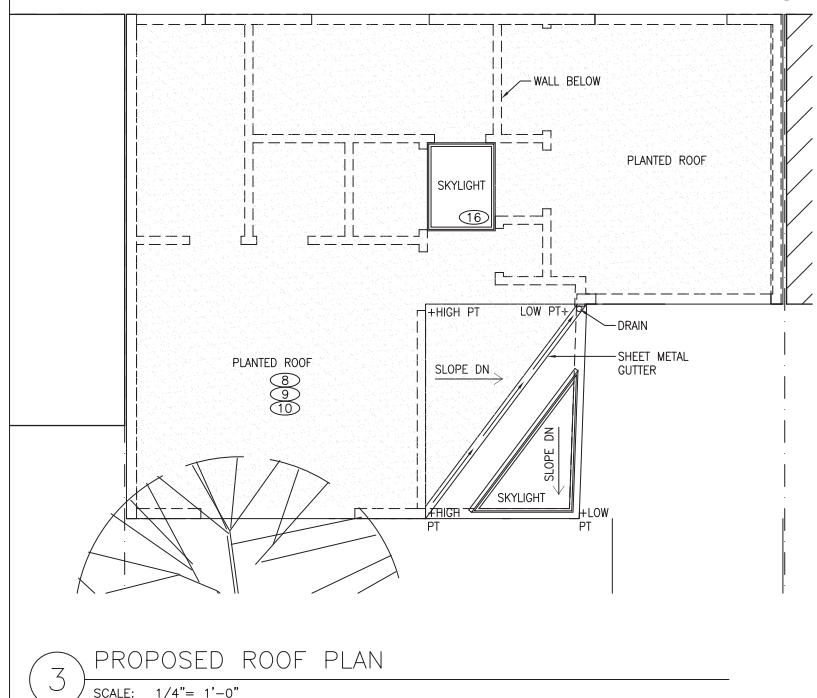 WALL BELOW
PLANTED ROOF
SKYLIGHT
16
+HIGH PT
LOW PT+
DRAIN
SHEET METAL
GUTTER
PLANTED ROOF
8
9
10
SLOPE DN
SLOPE DN
SKYLIGHT
+HIGH
PT
+LOW
PT
3
PROPOSED ROOF PLAN
SCALE: 1/4"= 1'-0"